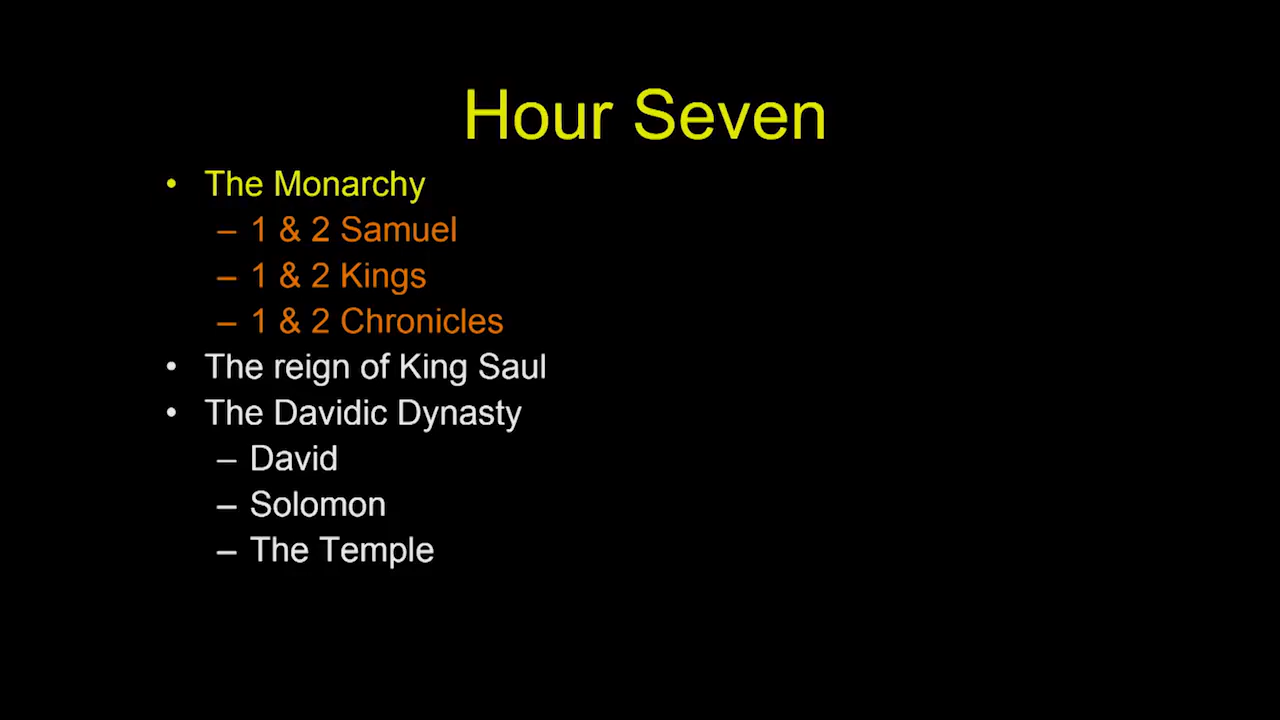 Hour Seven
• The Monarchy
– 1 & 2 Samuel
– 1 & 2 Kings
– 1 & 2 Chronicles
• The reign of King Saul
• The Davidic Dynasty
– David
– Solomon
– The Temple